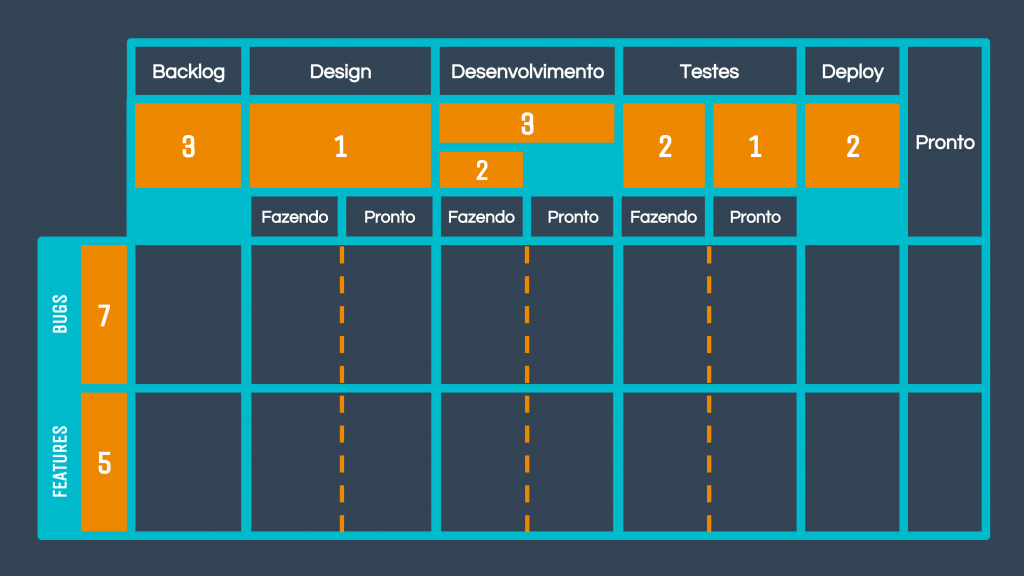 Backlog
Design
Desenvolvimento
Testes
Deploy
Pronto
3
1
3
2
2
1
2
Fazendo
Pronto
Fazendo
Pronto
Fazendo
Pronto
BUGS
7
FEATURES
5